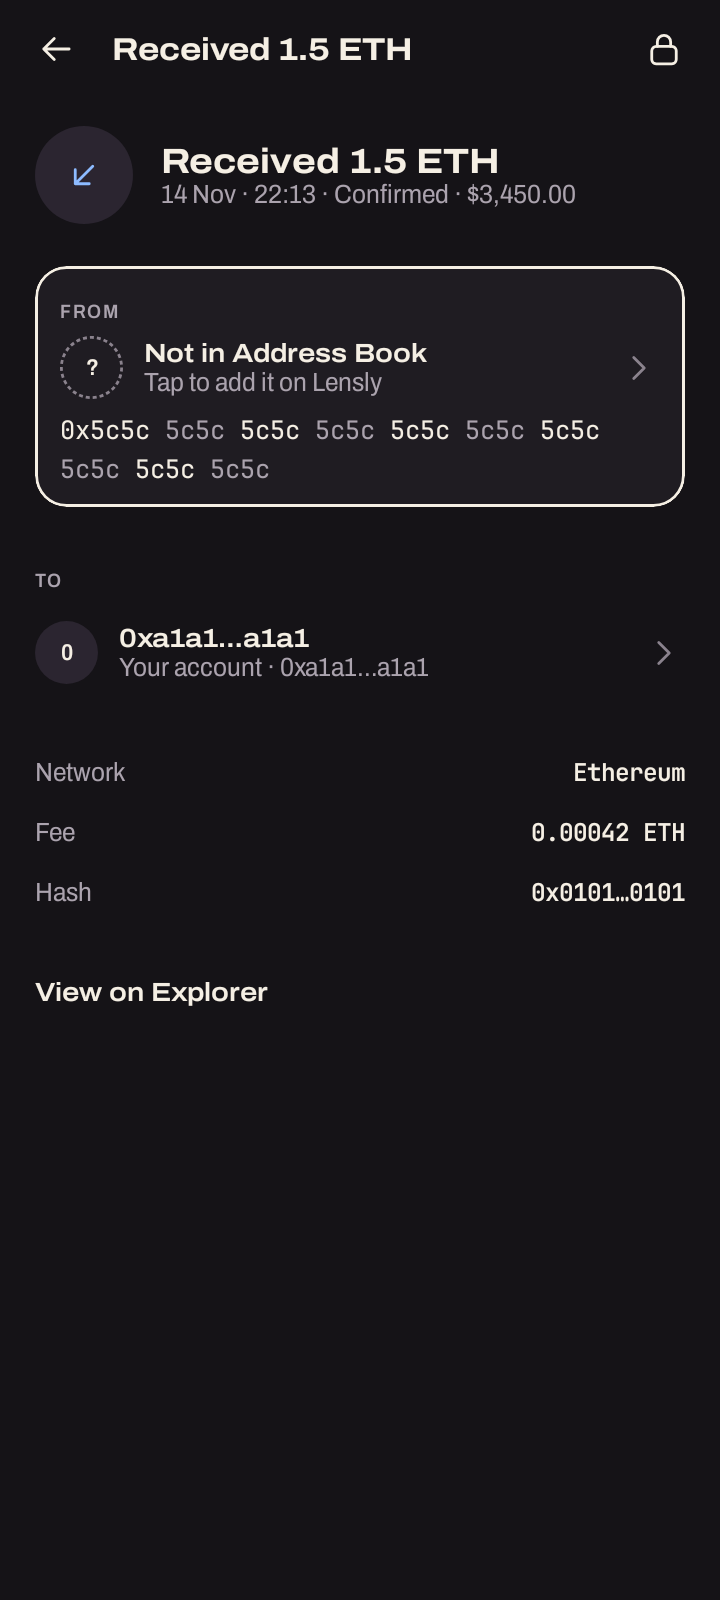 Received 1.5 ETH
Received 1.5 ETH
14 Nov · 22:13 · Confirmed · $3,450.00
FROM
?
Not in Address Book
Tap to add it on Lensly
0x5c5c 5c5c 5c5c 5c5c 5c5c 5c5c 5c5c
5c5c 5c5c 5c5c
TO
0
0xa1a1…a1a1
Your account · 0xa1a1…a1a1
Network Ethereum
Fee 0.00042 ETH
Hash 0x0101…0101
View on Explorer